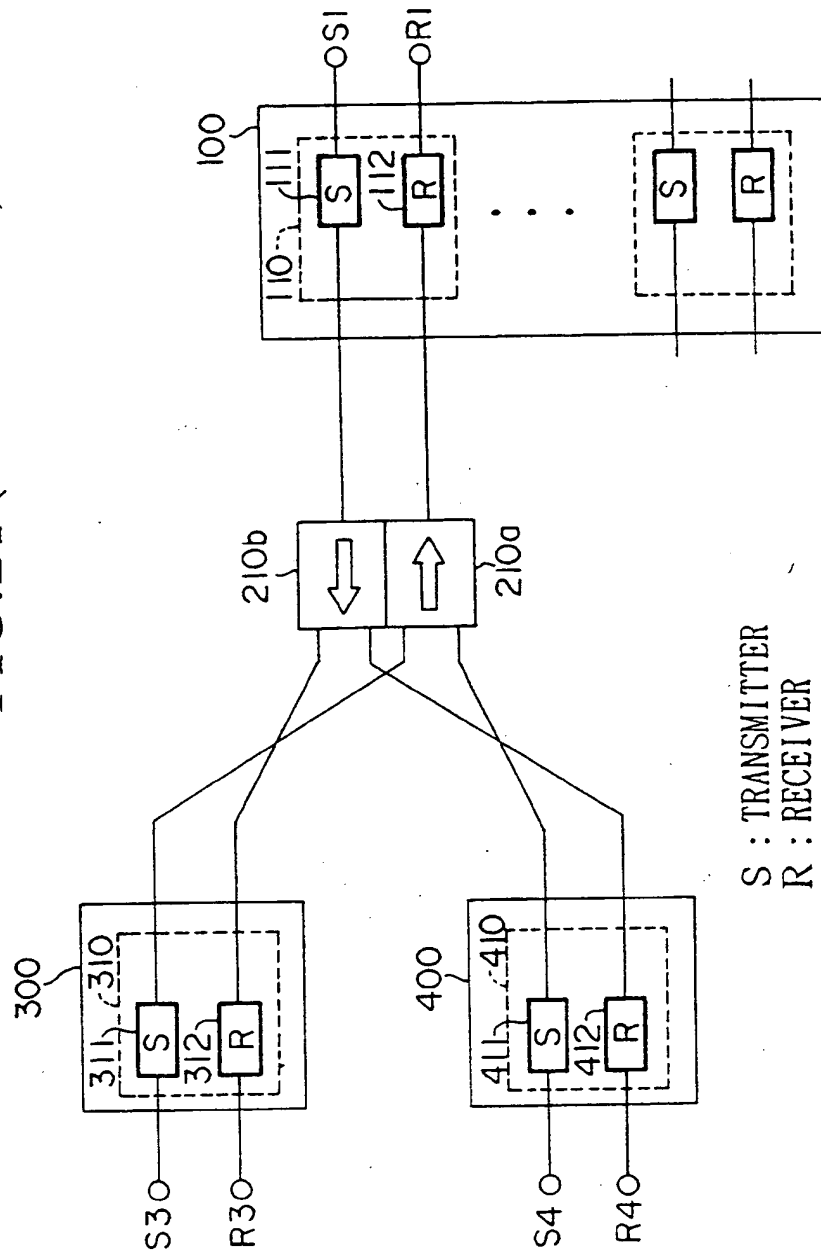 100
S1
111
S
110
112
R
R1
. . .
S
R
210b
210a
300
311
310
S
S3
312
R
R3
400
411
410
S
S4
412
R
R4
S : TRANSMITTER
R : RECEIVER